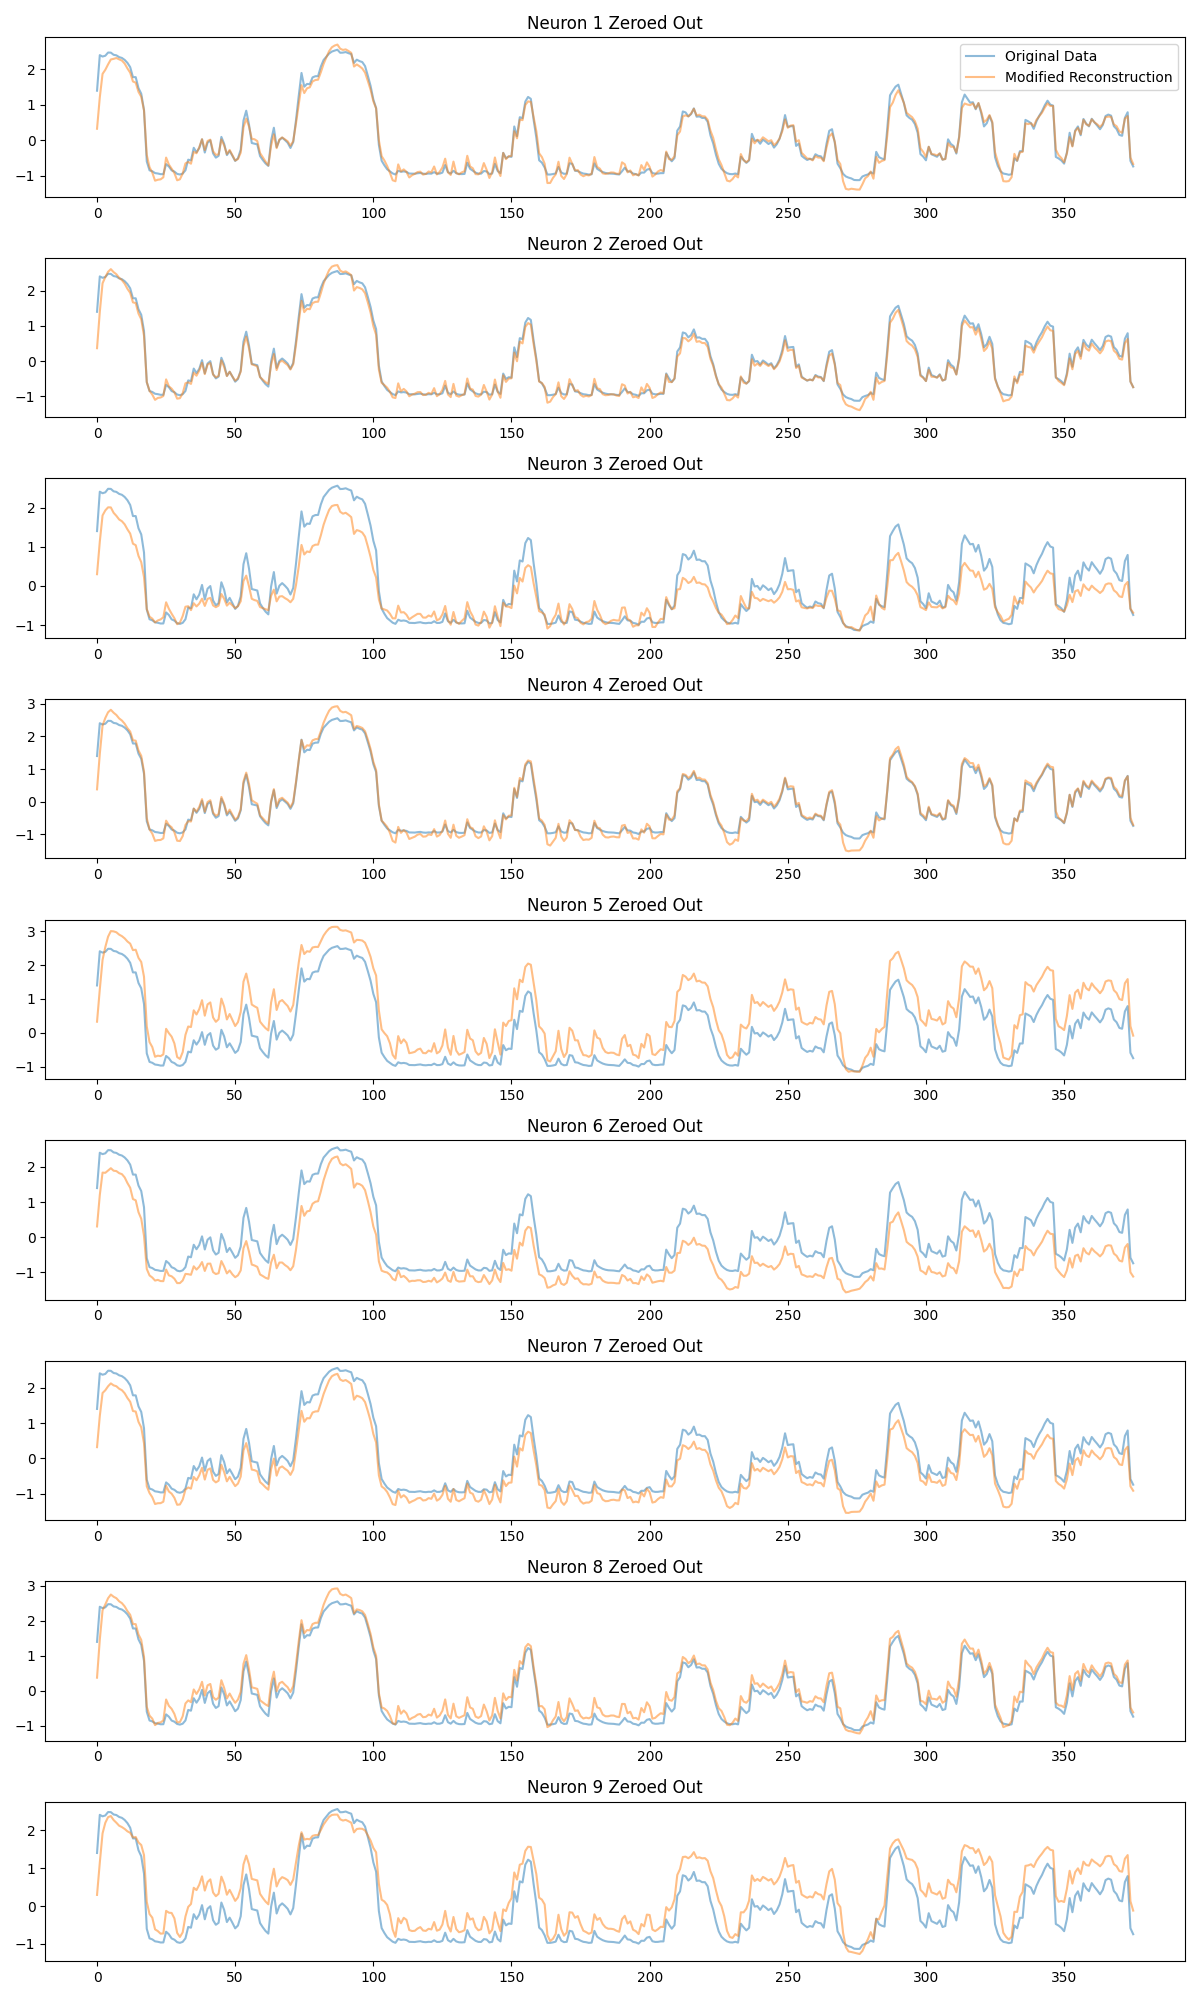 Neuron 1 Zeroed Out
Original Data
Modified Reconstruction
2
1
0
−1
0 50 100 150 200 250 300 350
Neuron 2 Zeroed Out
2
1
0
−1
0 50 100 150 200 250 300 350
Neuron 3 Zeroed Out
2
1
0
−1
0 50 100 150 200 250 300 350
Neuron 4 Zeroed Out
3
2
1
0
−1
0 50 100 150 200 250 300 350
Neuron 5 Zeroed Out
3
2
1
0
−1
0 50 100 150 200 250 300 350
Neuron 6 Zeroed Out
2
1
0
−1
0 50 100 150 200 250 300 350
Neuron 7 Zeroed Out
2
1
0
−1
0 50 100 150 200 250 300 350
Neuron 8 Zeroed Out
3
2
1
0
−1
0 50 100 150 200 250 300 350
Neuron 9 Zeroed Out
2
1
0
−1
0 50 100 150 200 250 300 350